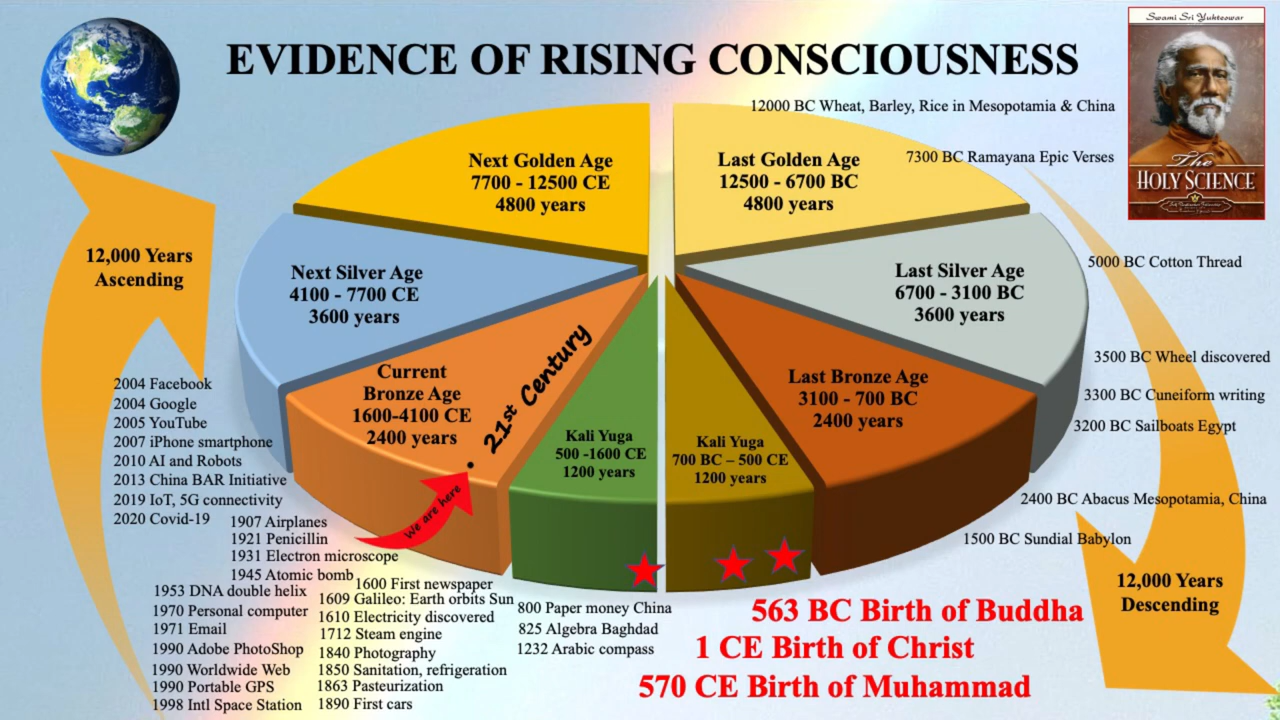 EVIDENCE OF RISING CONSCIOUSNESS
Swami Sri Yukteswar
The
HOLY SCIENCE
12000 BC Wheat, Barley, Rice in Mesopotamia & China
7300 BC Ramayana Epic Verses
Next Golden Age
7700 - 12500 CE
4800 years
Last Golden Age
12500 - 6700 BC
4800 years
12,000 Years
Ascending
Next Silver Age
4100 - 7700 CE
3600 years
Last Silver Age
6700 - 3100 BC
3600 years
5000 BC Cotton Thread
3500 BC Wheel discovered
3300 BC Cuneiform writing
3200 BC Sailboats Egypt
2400 BC Abacus Mesopotamia, China
1500 BC Sundial Babylon
Current
Bronze Age
1600-4100 CE
2400 years
• 21st Century
We are here
Kali Yuga
500 -1600 CE
1200 years
Kali Yuga
700 BC – 500 CE
1200 years
Last Bronze Age
3100 - 700 BC
2400 years
12,000 Years
Descending
2004 Facebook
2004 Google
2005 YouTube
2007 iPhone smartphone
2010 AI and Robots
2013 China BAR Initiative
2019 IoT, 5G connectivity
2020 Covid-19
1907 Airplanes
1921 Penicillin
1931 Electron microscope
1945 Atomic bomb
1953 DNA double helix
1970 Personal computer
1971 Email
1990 Adobe PhotoShop
1990 Worldwide Web
1990 Portable GPS
1998 Intl Space Station
1600 First newspaper
1609 Galileo: Earth orbits Sun
1610 Electricity discovered
1712 Steam engine
1840 Photography
1850 Sanitation, refrigeration
1863 Pasteurization
1890 First cars
800 Paper money China
825 Algebra Baghdad
1232 Arabic compass
563 BC Birth of Buddha
1 CE Birth of Christ
570 CE Birth of Muhammad